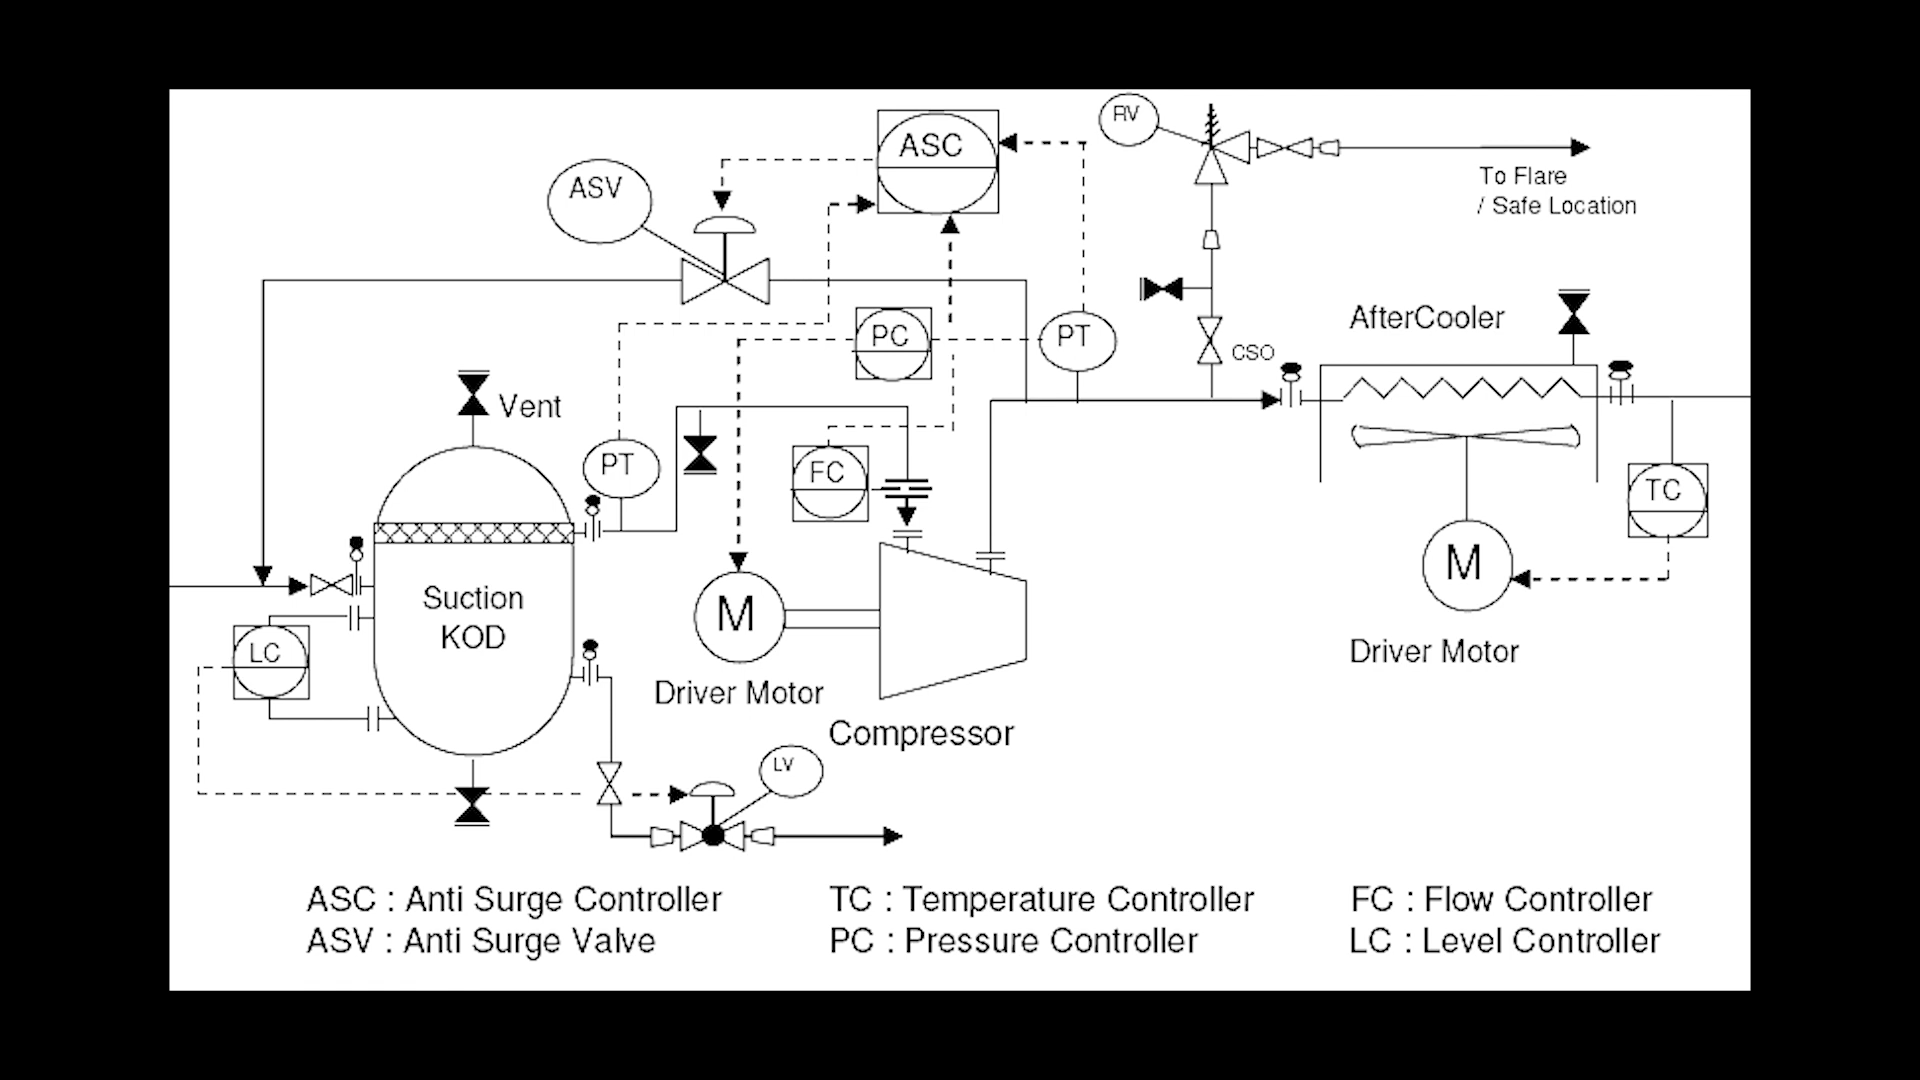 ASC
RV
ASV
To Flare
/ Safe Location
PC
PT
AfterCooler
CSO
Vent
PT
FC
TC
M
Suction
KOD
M
LC
Driver Motor
Driver Motor
Compressor
LV
ASC : Anti Surge Controller
TC : Temperature Controller
FC : Flow Controller
ASV : Anti Surge Valve
PC : Pressure Controller
LC : Level Controller